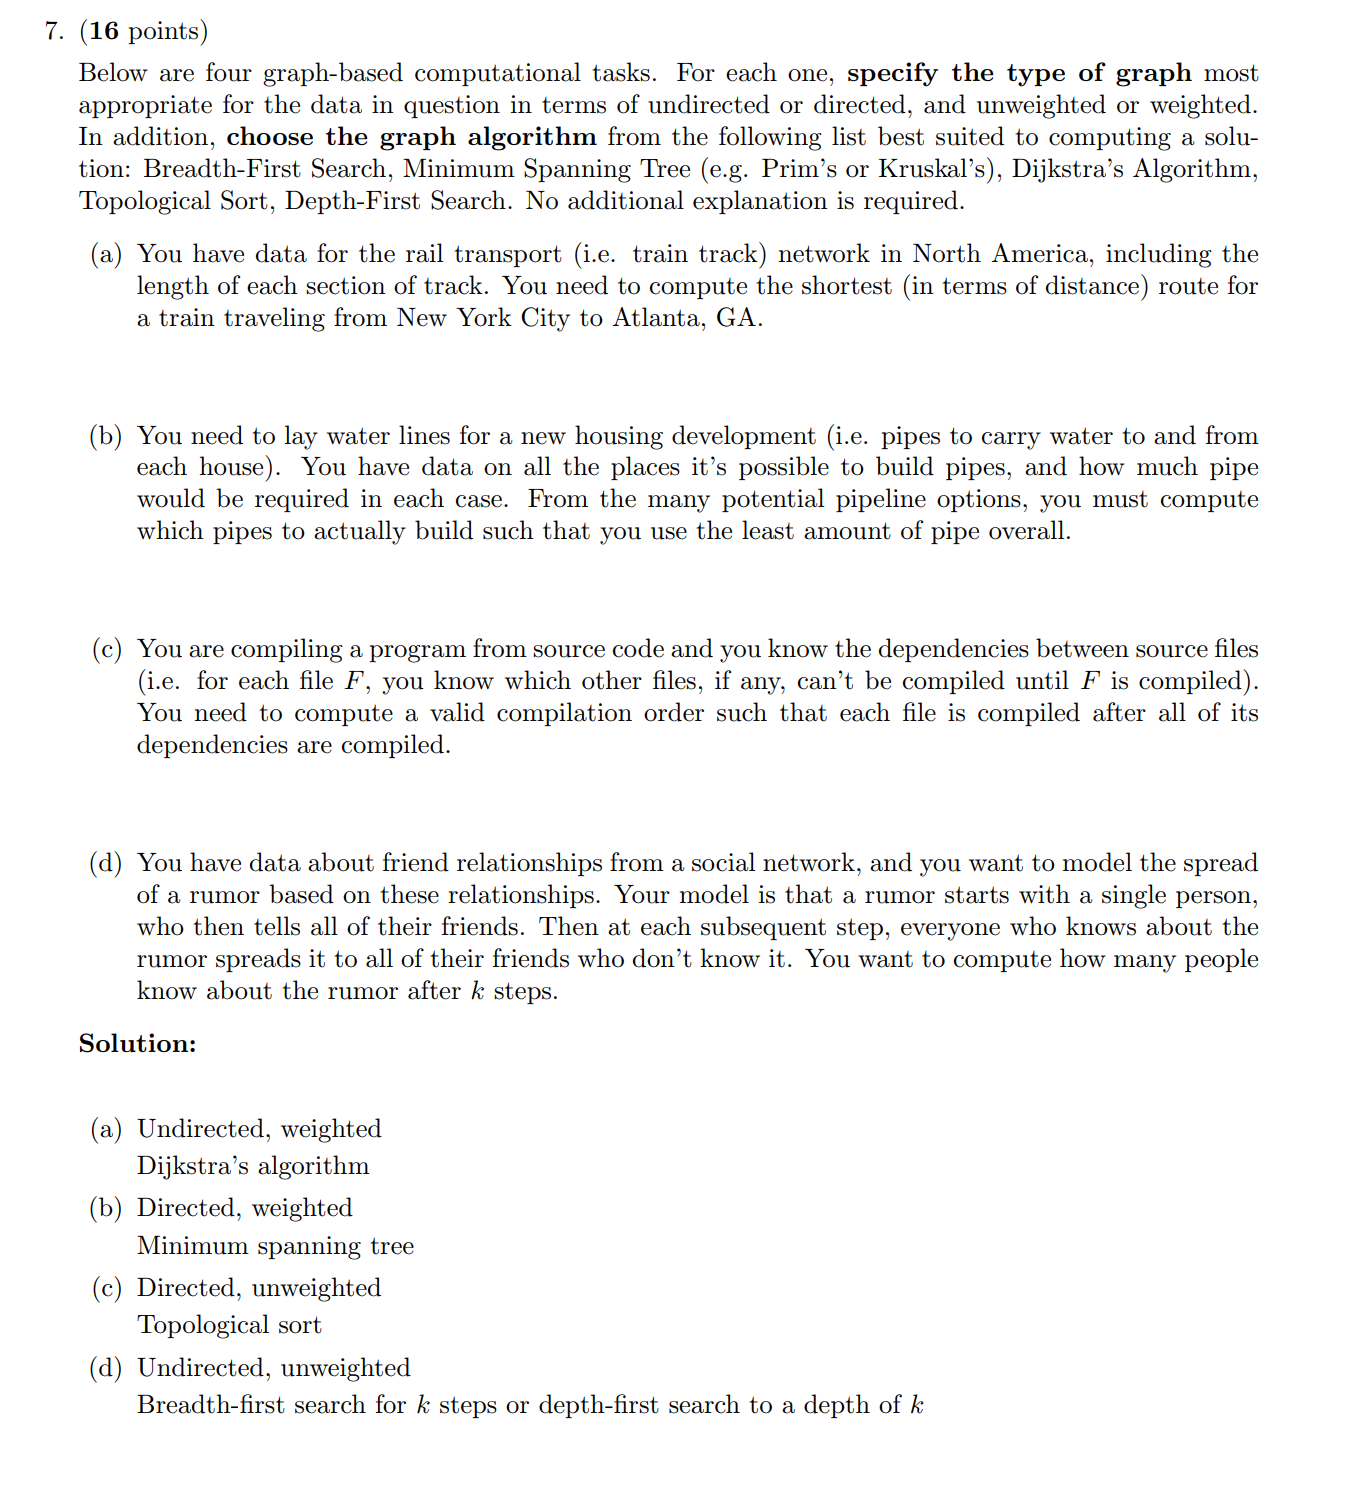 7. (16 points)
Below are four graph-based computational tasks. For each one, specify the type of graph most
appropriate for the data in question in terms of undirected or directed, and unweighted or weighted.
In addition, choose the graph algorithm from the following list best suited to computing a solu-
tion: Breadth-First Search, Minimum Spanning Tree (e.g. Prim's or Kruskal's), Dijkstra's Algorithm,
Topological Sort, Depth-First Search. No additional explanation is required.
(a) You have data for the rail transport (i.e. train track) network in North America, including the
length of each section of track. You need to compute the shortest (in terms of distance) route for
a train traveling from New York City to Atlanta, GA.
(b) You need to lay water lines for a new housing development (i.e. pipes to carry water to and from
each house). You have data on all the places it's possible to build pipes, and how much pipe
would be required in each case. From the many potential pipeline options, you must compute
which pipes to actually build such that you use the least amount of pipe overall.
(c) You are compiling a program from source code and you know the dependencies between source files
(i.e. for each file F, you know which other files, if any, can't be compiled until F is compiled).
You need to compute a valid compilation order such that each file is compiled after all of its
dependencies are compiled.
(d) You have data about friend relationships from a social network, and you want to model the spread
of a rumor based on these relationships. Your model is that a rumor starts with a single person,
who then tells all of their friends. Then at each subsequent step, everyone who knows about the
rumor spreads it to all of their friends who don't know it. You want to compute how many people
know about the rumor after k steps.
Solution:
(a) Undirected, weighted
Dijkstra's algorithm
(b) Directed, weighted
Minimum spanning tree
(c) Directed, unweighted
Topological sort
(d) Undirected, unweighted
Breadth-first search for k steps or depth-first search to a depth of k